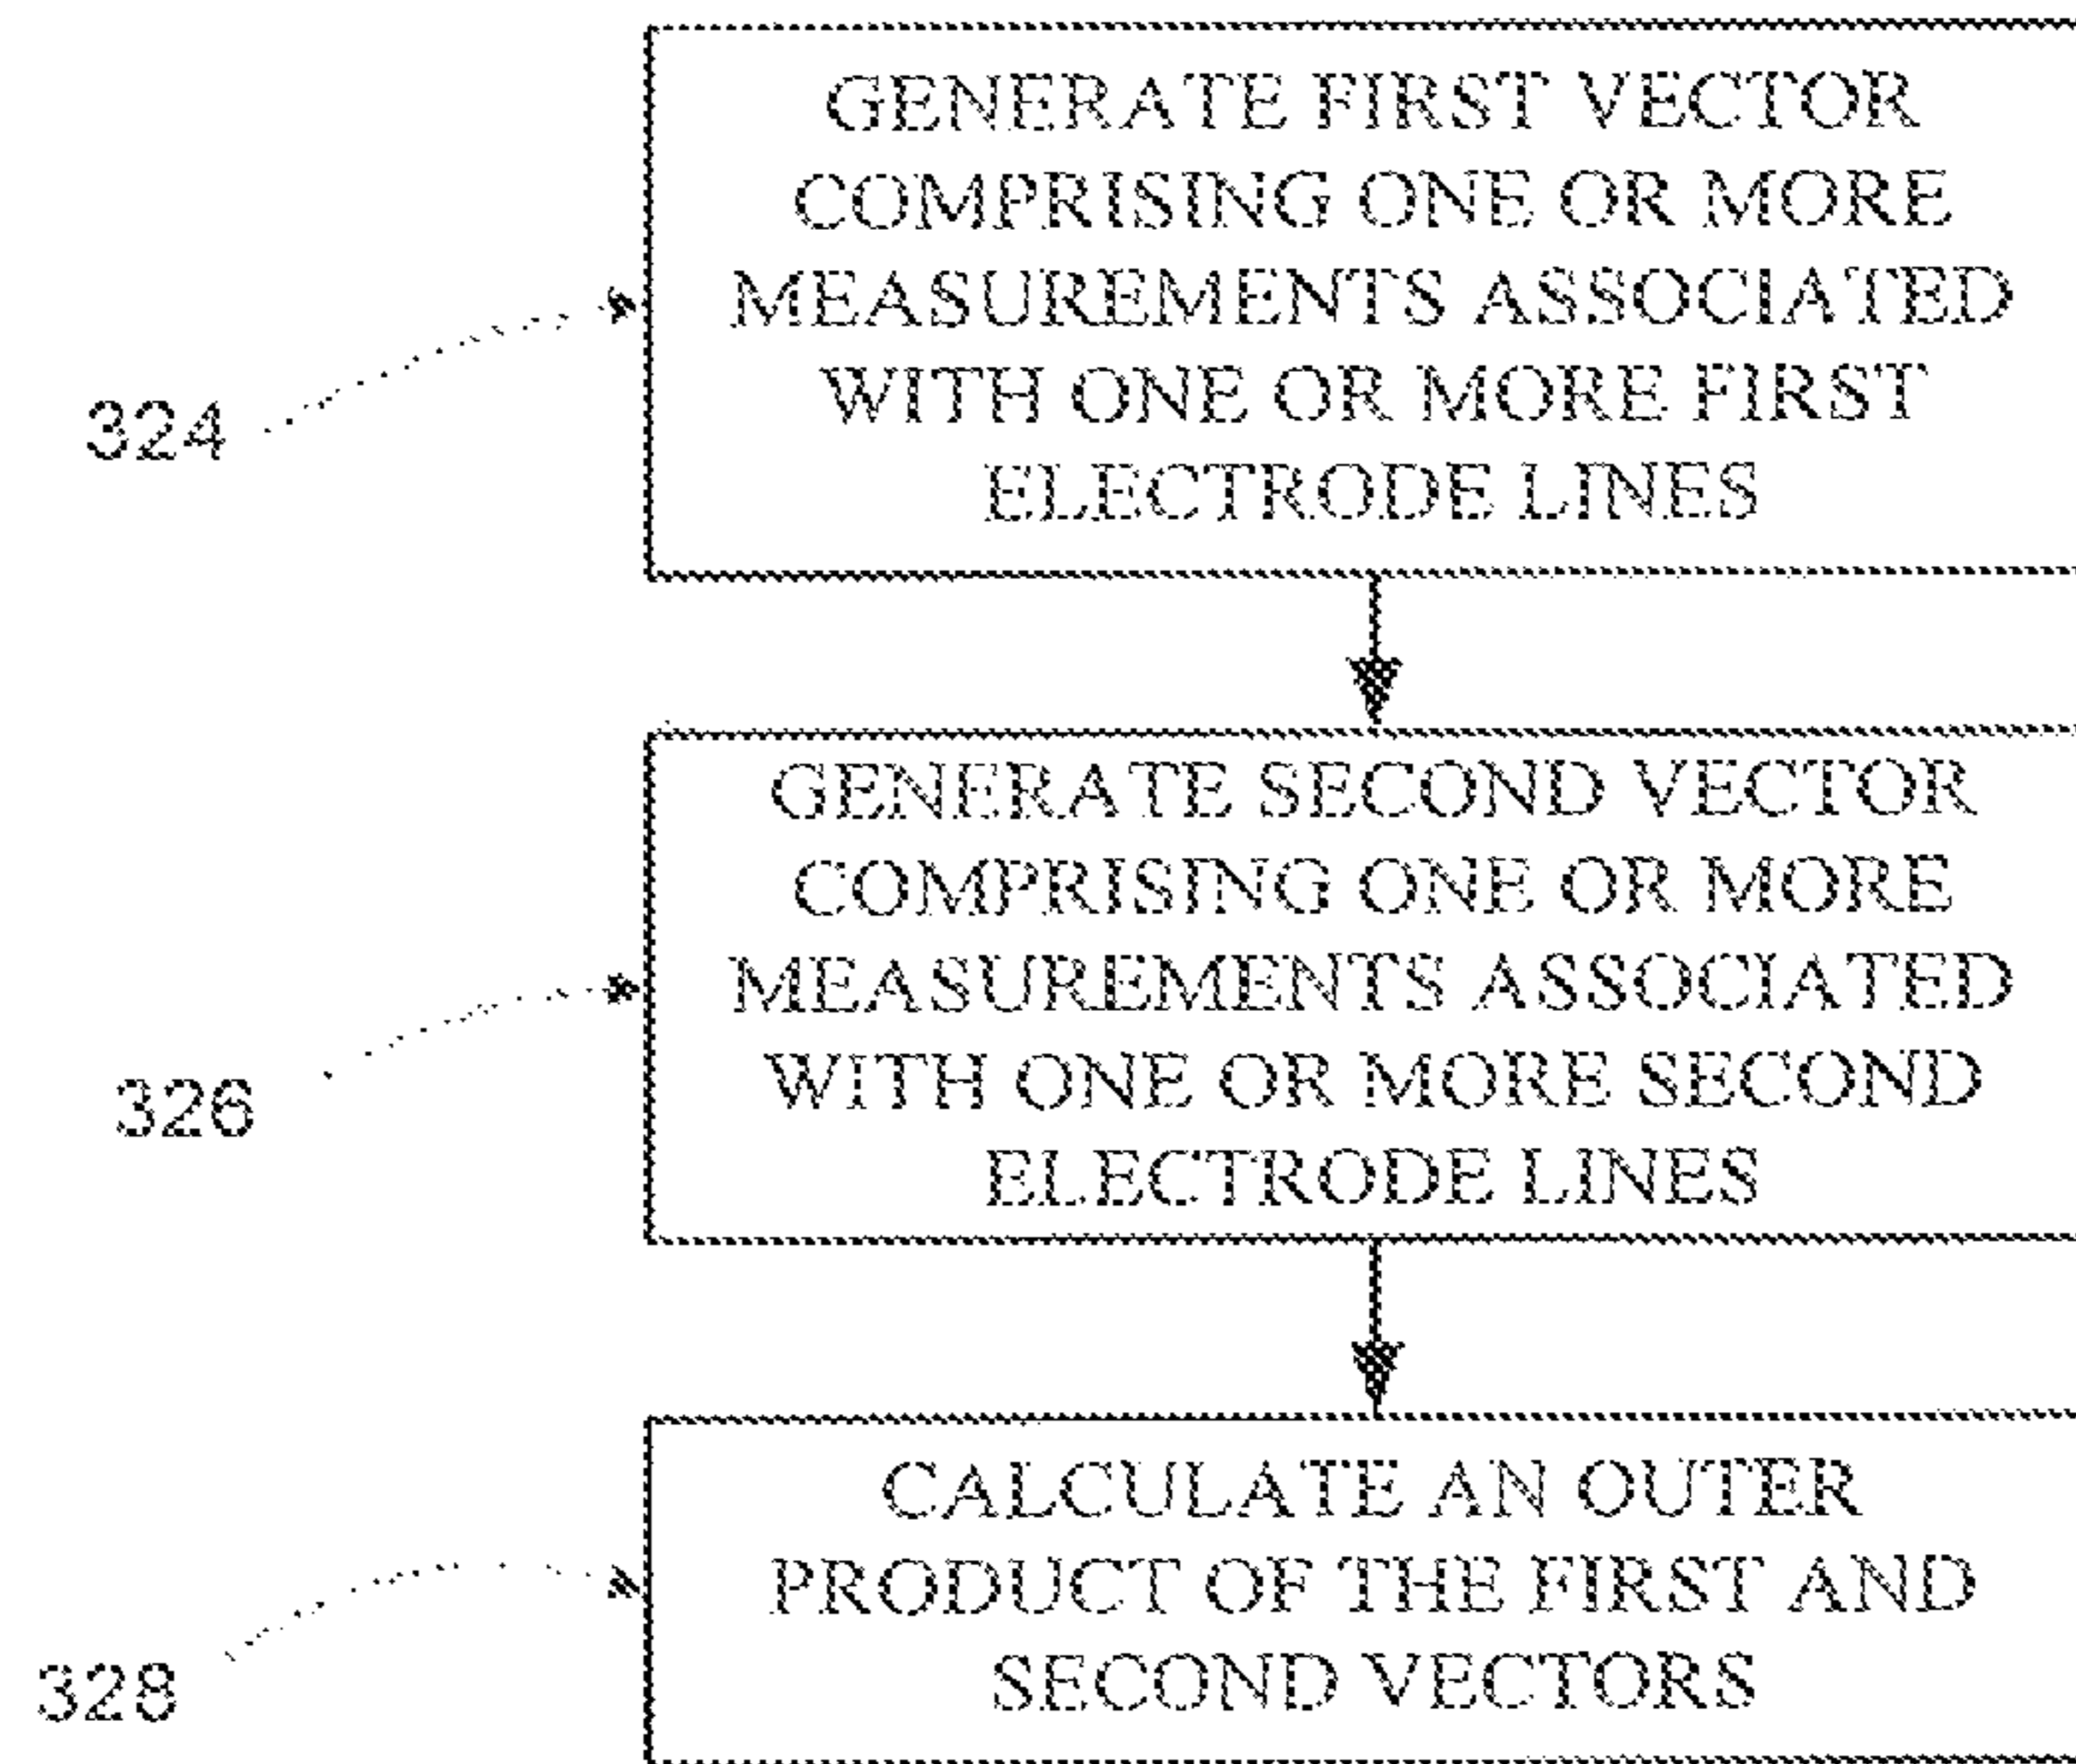 GENERATE FIRST VECTOR
COMPRISING ONE OR MORE
MEASUREMENTS ASSOCIATED
WITH ONE OR MORE FIRST
ELECTRODE LINES
324
GENERATE SECOND VECTOR
COMPRISING ONE OR MORE
MEASUREMENTS ASSOCIATED
WITH ONE OR MORE SECOND
ELECTRODE LINES
326
CALCULATE AN OUTER
PRODUCT OF THE FIRST AND
SECOND VECTORS
328